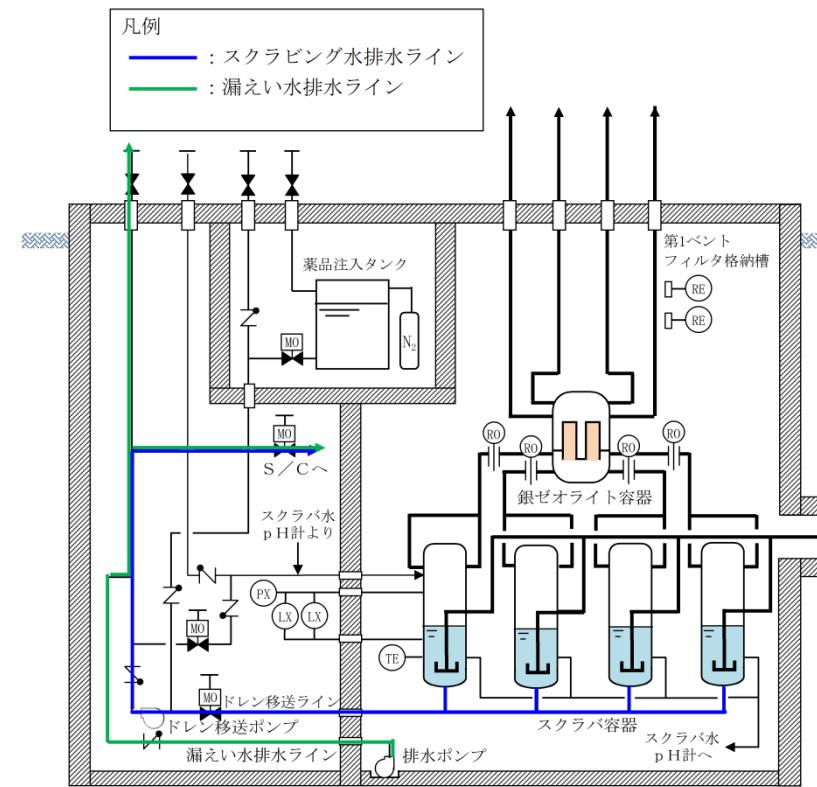 凡例
：スクラビング水排水ライン
：漏えい水排水ライン
第1ベント
フィルタ格納槽
薬品注入タンク
RE
RE
MO
N₂
MO
S／Cへ
RO
RO
RO
RO
銀ゼオライト容器
スクラバ水
pH計より
PX
LX
LX
MO
TE
MO
ドレン移送ライン
ドレン移送ポンプ
スクラバ容器
漏えい水排水ライン
排水ポンプ
スクラバ水
pH計へ